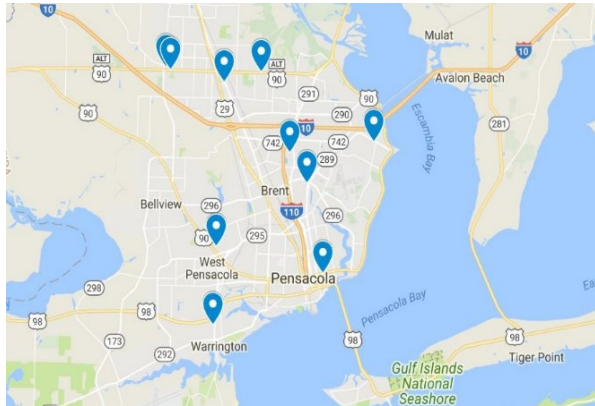 10
Mulat
10
Avalon Beach
ALT
90
ALT
90
90
291
90
29
290
10
281
Escambia
Bay
742
742
289
Brent
Bellview
296
110
296
90
295
West
Pensacola
Pensacola
298
98
98
Pensacola Bay
98
98
173
292
Warrington
98
Tiger Point
Gulf Islands
National
Seashore